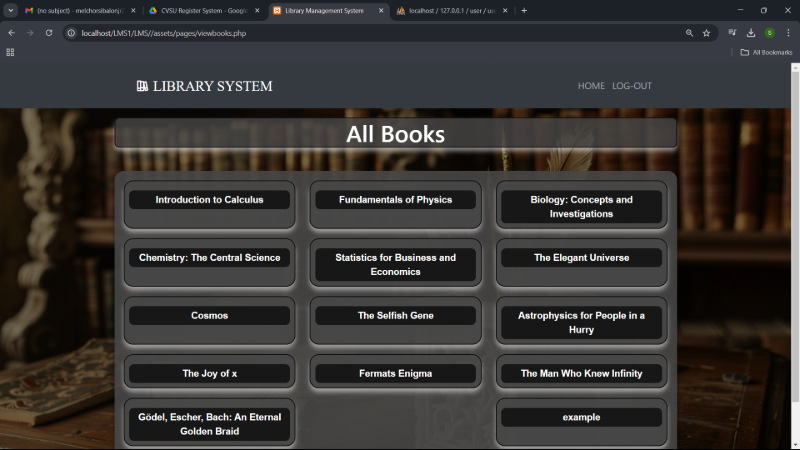 (no subject) - melchorsibalonji
CVSU Register System - Google
Library Management System
localhost / 127.0.0.1 / user / us
localhost/LMS1/LMS//assets/pages/viewbooks.php
S
All Bookmarks
LIBRARY SYSTEM
HOME LOG-OUT
All Books
Introduction to Calculus
Fundamentals of Physics
Biology: Concepts and
Investigations
Chemistry: The Central Science
Statistics for Business and
Economics
The Elegant Universe
Cosmos
The Selfish Gene
Astrophysics for People in a
Hurry
The Joy of x
Fermats Enigma
The Man Who Knew Infinity
Gödel, Escher, Bach: An Eternal
Golden Braid
example